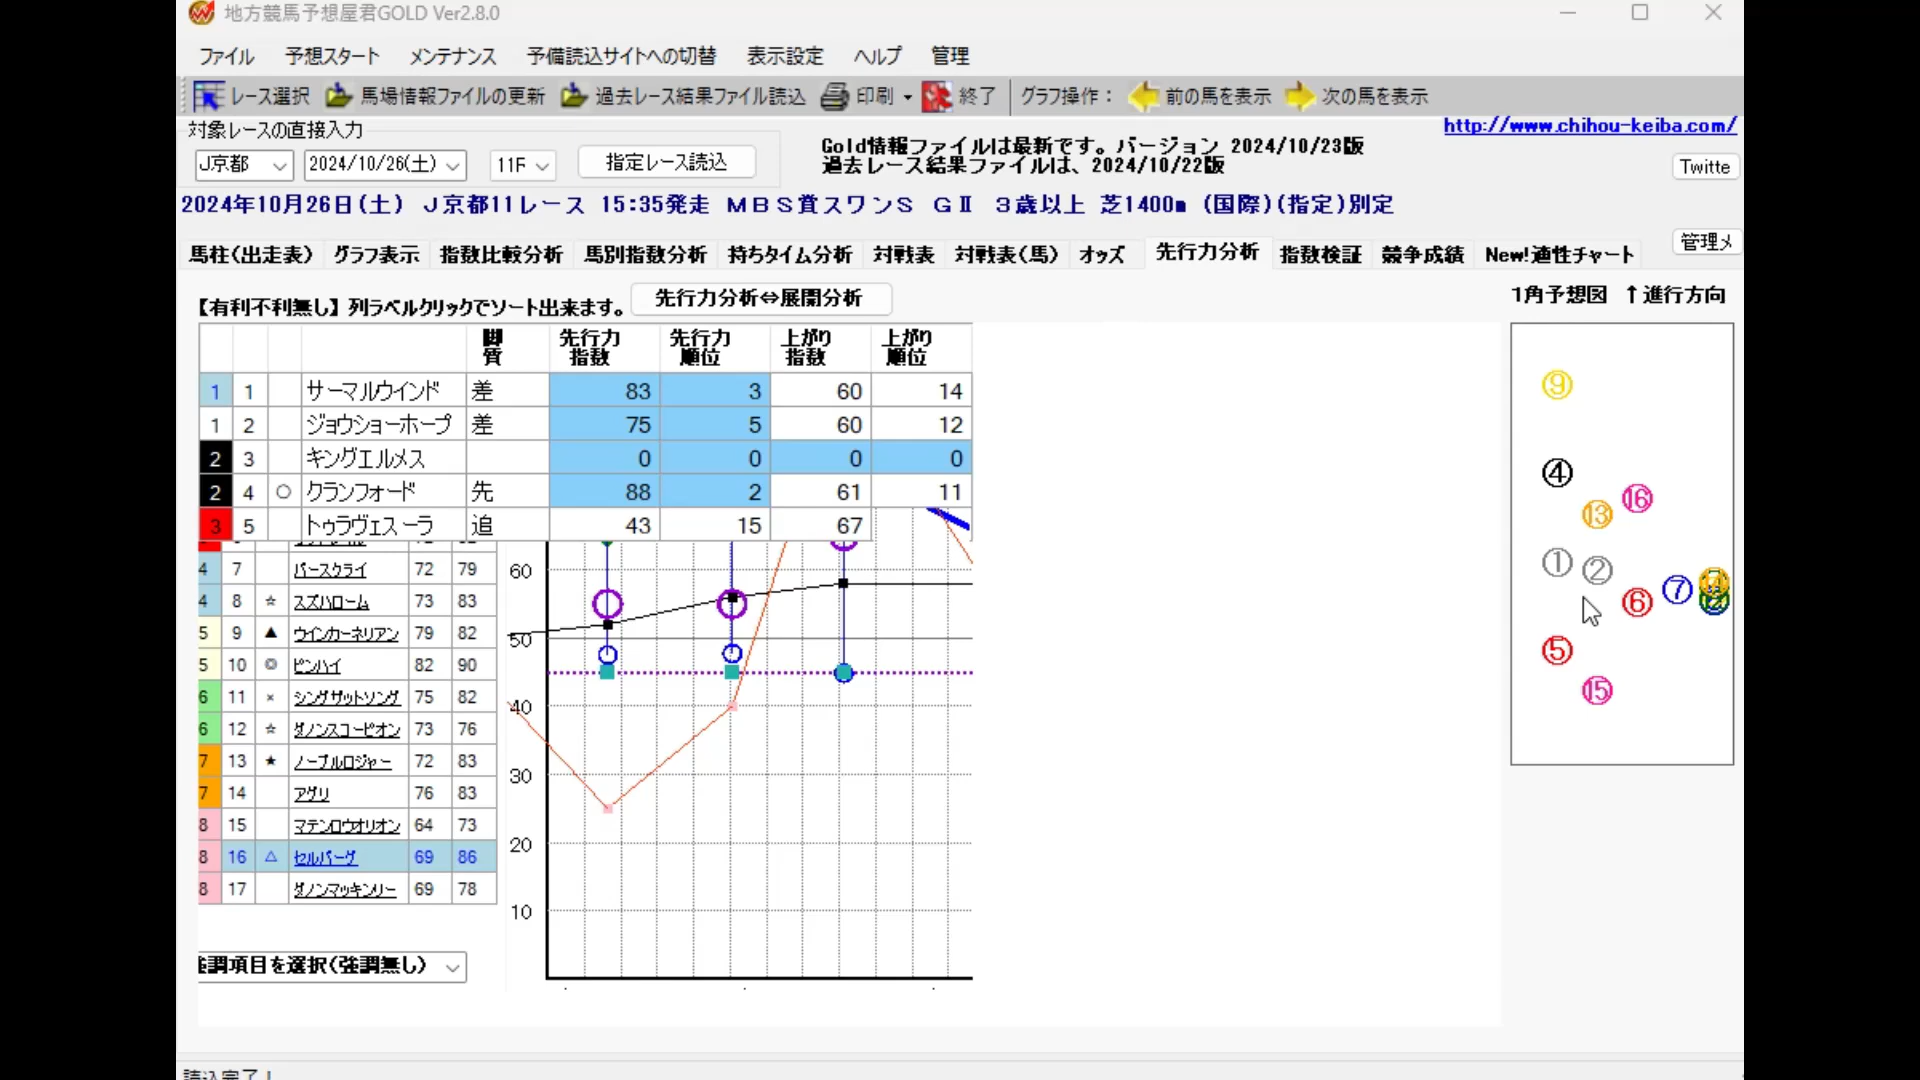 地方競馬予想屋君GOLD Ver2.8.0
ファイル 予想スタート メンテナンス 予備読込サイトへの切替 表示設定 ヘルプ 管理
レース選択 馬場情報ファイルの更新 過去レース結果ファイル読込 印刷 終了 グラフ操作： 前の馬を表示 次の馬を表示
対象レースの直接入力
http://www.chihou-keiba.com/
J京都 2024/10/26(土) 11R 指定レース読込
Gold情報ファイルは最新です。バージョン 2024/10/23版
過去レース結果ファイルは、2024/10/22版
Twitte
2024年10月26日(土) J京都11レース 15:35発走 MBS賞スワンS GⅡ 3歳以上 芝1400m (国際)(指定)別定
管理メ
馬柱(出走表) グラフ表示 指数比較分析 馬別指数分析 持ちタイム分析 対戦表 対戦表(馬) オッズ 先行力分析 指数検証 競争成績 New!適性チャート
【有利不利無し】列ラベルクリックでソート出来ます。 先行力分析⇔展開分析
1角予想図 ↑進行方向
脚質 先行力指数 先行力順位 上がり指数 上がり順位
1 1 サーマルウインド 差 83 3 60 14
1 2 ジョウショーホープ 差 75 5 60 12
2 3 キングエルメス 0 0 0 0
2 4 ○ クランフォード 先 88 2 61 11
3 5 トゥラヴェスーラ 追 43 15 67
4 7 パースクライ 72 79
4 8 ☆ スズハローム 73 83
5 9 ▲ ウインカーネリアン 79 82
5 10 ◎ ピンハイ 82 90
6 11 × シングザットソング 75 82
6 12 ☆ ダノンスコーピオン 73 76
7 13 ★ ノーブルロジャー 72 83
7 14 アグリ 76 83
8 15 マテンロウオリオン 64 73
8 16 △ セルバーグ 69 86
8 17 ダノンマッキンリー 69 78
60
50
40
30
20
10
⑨
④
⑯
⑬
①
②
⑥
⑦
⑭
⑤
⑮
強調項目を選択(強調無し)
読込完了！